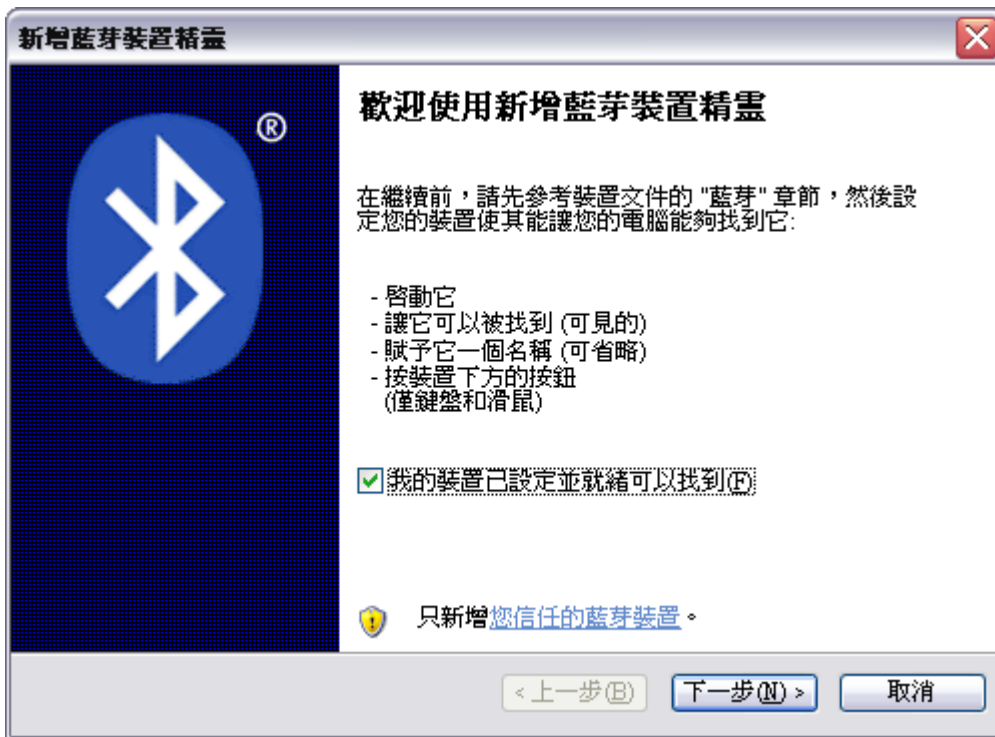 新增藍芽裝置精靈
®
歡迎使用新增藍芽裝置精靈
在繼續前，請先參考裝置文件的 "藍芽" 章節，然後設
定您的裝置使其能讓您的電腦能夠找到它:
- 啟動它
- 讓它可以被找到 (可見的)
- 賦予它一個名稱 (可省略)
- 按裝置下方的按鈕
(僅鍵盤和滑鼠)
我的裝置已設定並就緒可以找到(F)
只新增您信任的藍芽裝置。
< 上一步(B) 下一步(N) > 取消